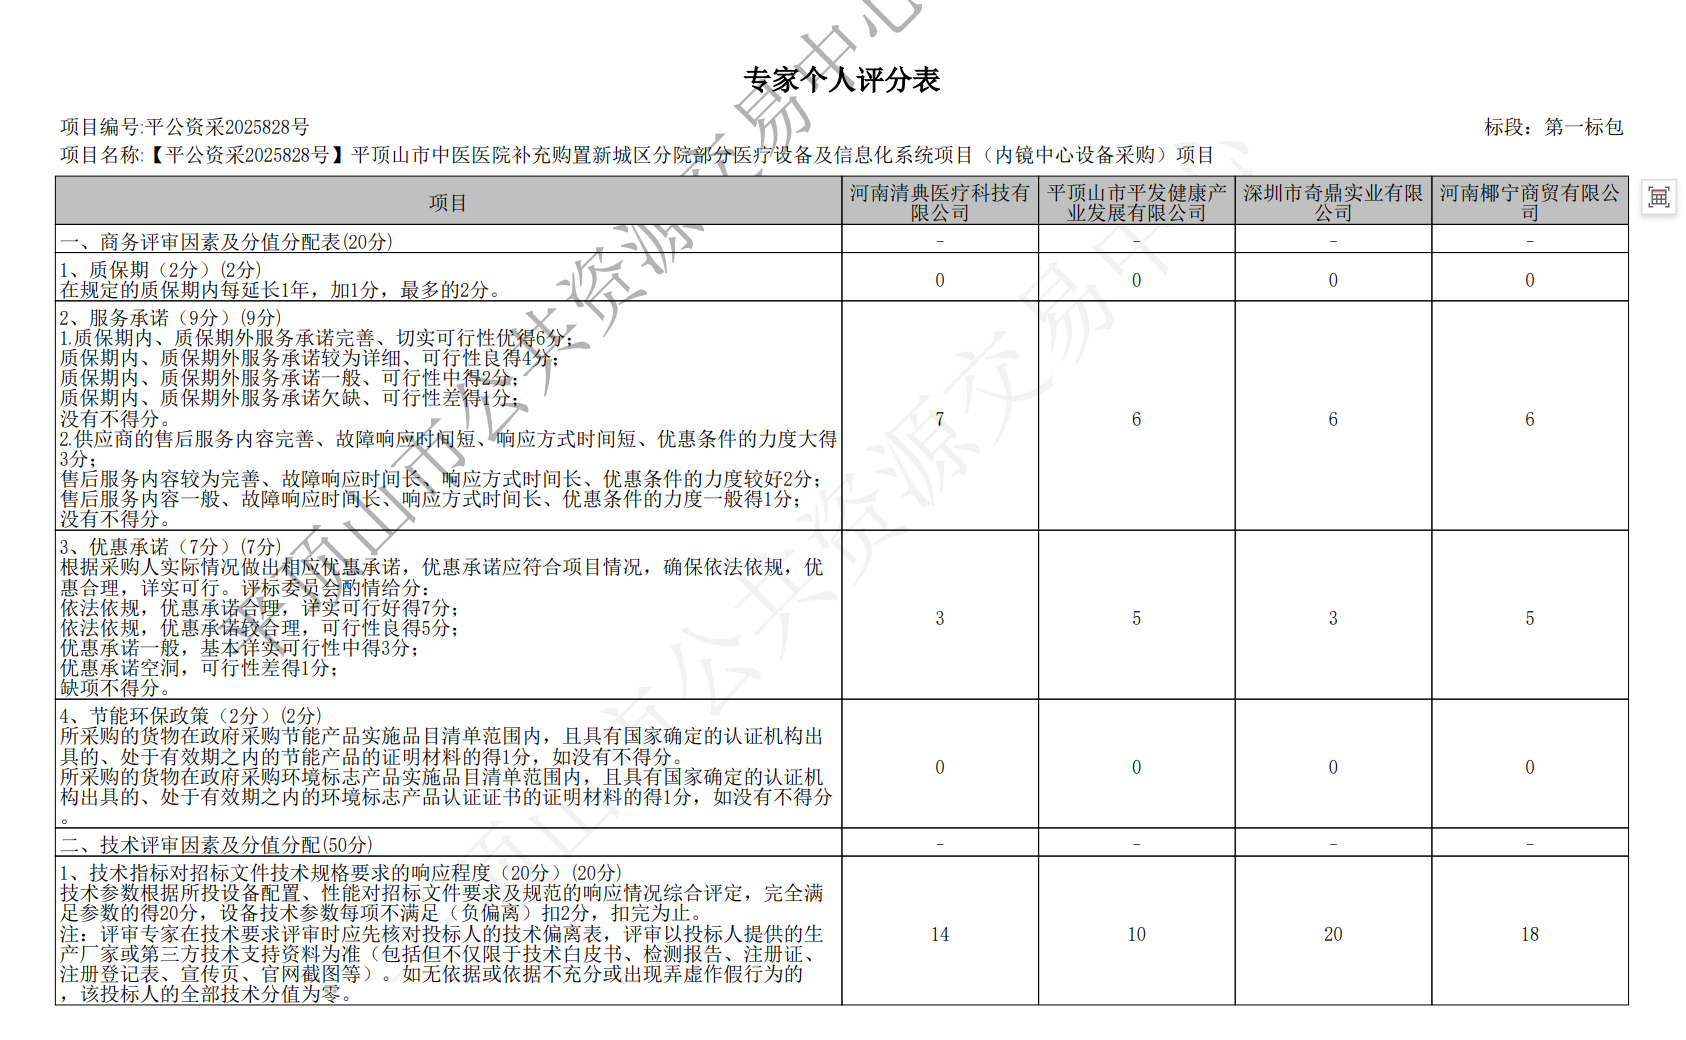 专家个人评分表
项目编号:平公资采2025828号
标段：第一标包
项目名称:【平公资采2025828号】平顶山市中医医院补充购置新城区分院部分医疗设备及信息化系统项目（内镜中心设备采购）项目
项目
河南清典医疗科技有
限公司
平顶山市平发健康产
业发展有限公司
深圳市奇鼎实业有限
公司
河南椰宁商贸有限公
司
一、商务评审因素及分值分配表(20分)
- - - -
1、质保期（2分）(2分)
在规定的质保期内每延长1年，加1分，最多的2分。
0 0 0 0
2、服务承诺（9分）(9分)
1.质保期内、质保期外服务承诺完善、切实可行性优得6分；
质保期内、质保期外服务承诺较为详细、可行性良得4分；
质保期内、质保期外服务承诺一般、可行性中得2分；
质保期内、质保期外服务承诺欠缺、可行性差得1分；
没有不得分。
2.供应商的售后服务内容完善、故障响应时间短、响应方式时间短、优惠条件的力度大得
3分；
售后服务内容较为完善、故障响应时间长、响应方式时间长、优惠条件的力度较好2分；
售后服务内容一般、故障响应时间长、响应方式时间长、优惠条件的力度一般得1分；
没有不得分。
7 6 6 6
3、优惠承诺（7分）(7分)
根据采购人实际情况做出相应优惠承诺，优惠承诺应符合项目情况，确保依法依规，优
惠合理，详实可行。评标委员会酌情给分：
依法依规，优惠承诺合理，详实可行好得7分；
依法依规，优惠承诺较合理，可行性良得5分；
优惠承诺一般，基本详实可行性中得3分；
优惠承诺空洞，可行性差得1分；
缺项不得分。
3 5 3 5
4、节能环保政策（2分）(2分)
所采购的货物在政府采购节能产品实施品目清单范围内，且具有国家确定的认证机构出
具的、处于有效期之内的节能产品的证明材料的得1分，如没有不得分。
所采购的货物在政府采购环境标志产品实施品目清单范围内，且具有国家确定的认证机
构出具的、处于有效期之内的环境标志产品认证证书的证明材料的得1分，如没有不得分
。
0 0 0 0
二、技术评审因素及分值分配(50分)
- - - -
1、技术指标对招标文件技术规格要求的响应程度（20分）(20分)
技术参数根据所投设备配置、性能对招标文件要求及规范的响应情况综合评定，完全满
足参数的得20分，设备技术参数每项不满足（负偏离）扣2分，扣完为止。
注：评审专家在技术要求评审时应先核对投标人的技术偏离表，评审以投标人提供的生
产厂家或第三方技术支持资料为准（包括但不仅限于技术白皮书、检测报告、注册证、
注册登记表、宣传页、官网截图等）。如无依据或依据不充分或出现弄虚作假行为的
，该投标人的全部技术分值为零。
14 10 20 18
平顶山市公共资源交易中心
平顶山市公共资源交易中心